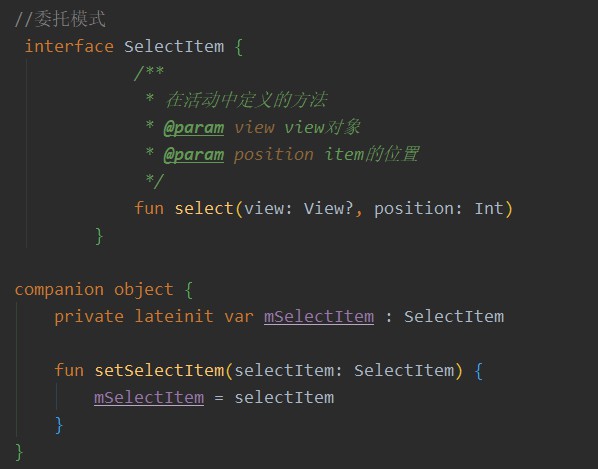 //委托模式
interface SelectItem {
/**
* 在活动中定义的方法
* @param view view对象
* @param position item的位置
*/
fun select(view: View?, position: Int)
}
companion object {
private lateinit var mSelectItem : SelectItem
fun setSelectItem(selectItem: SelectItem) {
mSelectItem = selectItem
}
}